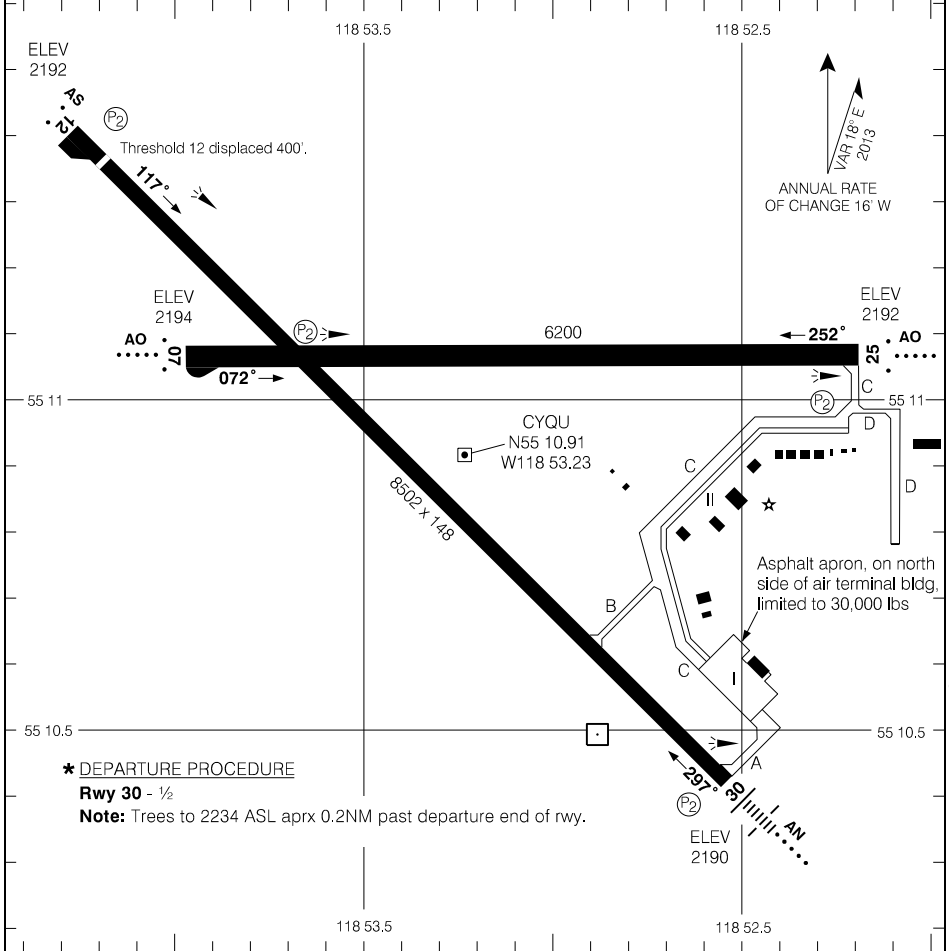 118 53.5
118 52.5
ELEV
2192
AS
12
P2
Threshold 12 displaced 400'.
117°
VAR 18° E
2013
ANNUAL RATE
OF CHANGE 16' W
ELEV
2194
ELEV
2192
AO
07
P2
6200
252°
25
AO
072°
55 11
P2
C
55 11
D
CYQU
N55 10.91
W118 53.23
C
D
8502 x 148
II
Asphalt apron, on north
side of air terminal bldg,
limited to 30,000 lbs
B
C
I
55 10.5
55 10.5
A
* DEPARTURE PROCEDURE
Rwy 30 - ½
Note: Trees to 2234 ASL aprx 0.2NM past departure end of rwy.
297°
30
P2
AN
ELEV
2190
118 53.5
118 52.5